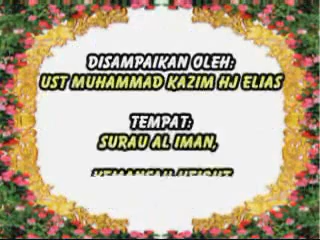 DISAMPAIKAN OLEH:
UST MUHAMMAD KAZIM HJ ELIAS
TEMPAT:
SURAU AL IMAN,